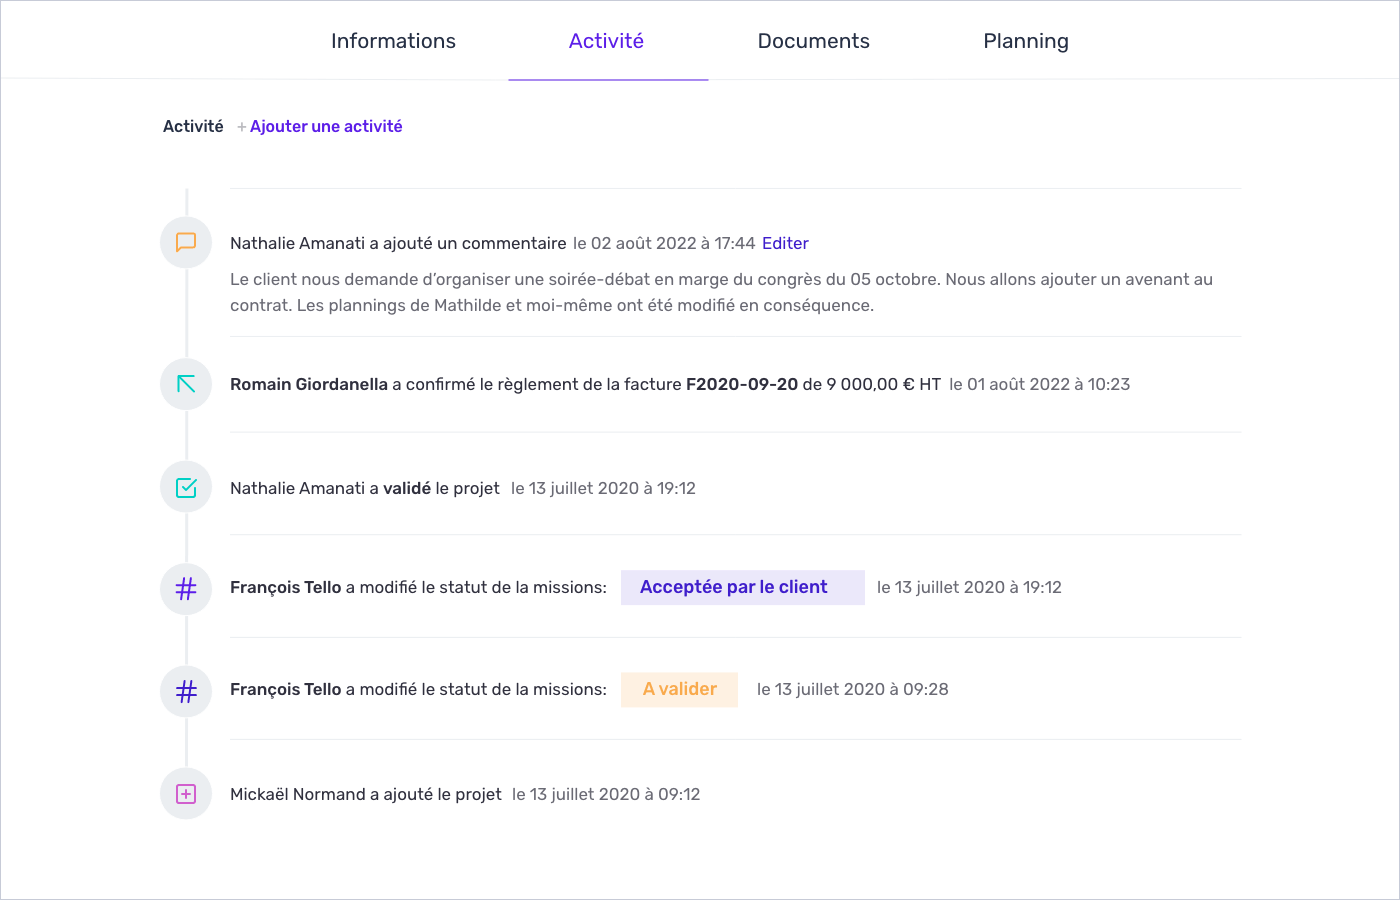 Informations Activité Documents Planning
Activité + Ajouter une activité
Nathalie Amanati a ajouté un commentaire le 02 août 2022 à 17:44 Editer
Le client nous demande d’organiser une soirée-débat en marge du congrès du 05 octobre. Nous allons ajouter un avenant au
contrat. Les plannings de Mathilde et moi-même ont été modifié en conséquence.
Romain Giordanella a confirmé le règlement de la facture F2020-09-20 de 9 000,00 € HT le 01 août 2022 à 10:23
Nathalie Amanati a validé le projet le 13 juillet 2020 à 19:12
François Tello a modifié le statut de la missions: Acceptée par le client le 13 juillet 2020 à 19:12
François Tello a modifié le statut de la missions: A valider le 13 juillet 2020 à 09:28
Mickaël Normand a ajouté le projet le 13 juillet 2020 à 09:12